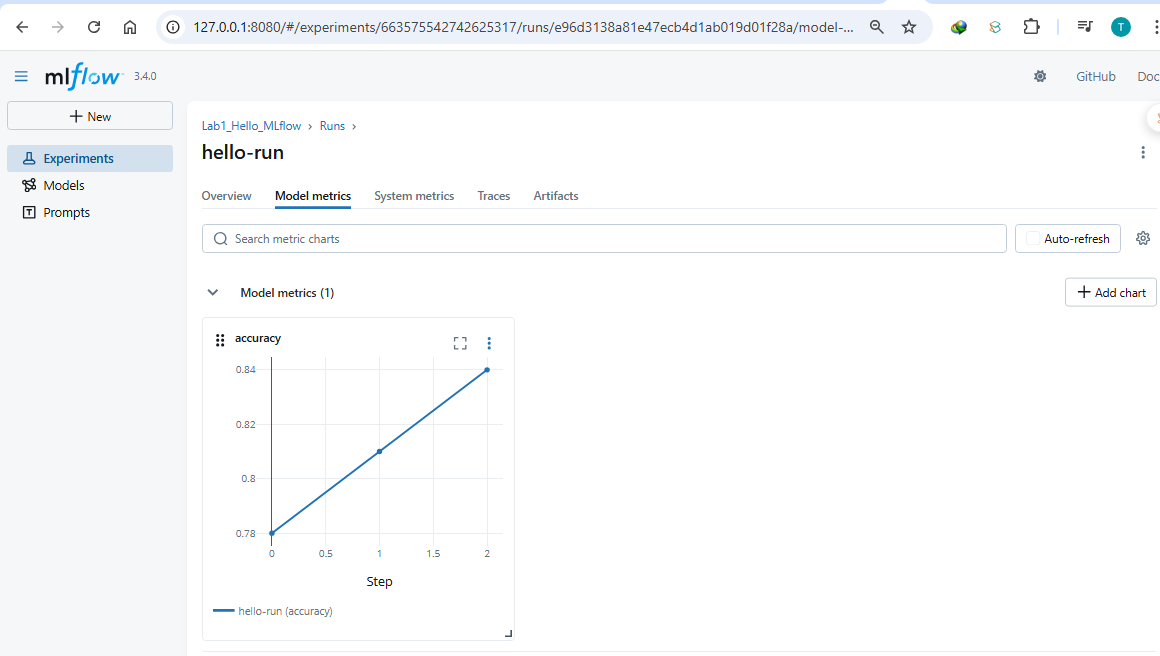 127.0.0.1:8080/#/experiments/663575542742625317/runs/e96d3138a81e47ecb4d1ab019d01f28a/model-...
T
mlflow 3.4.0
GitHub
Doc
New
Experiments
Models
Prompts
Lab1_Hello_MLflow › Runs ›
hello-run
Overview Model metrics System metrics Traces Artifacts
Search metric charts
Auto-refresh
Model metrics (1)
Add chart
accuracy
0.84
0.82
0.8
0.78
0 0.5 1 1.5 2
Step
hello-run (accuracy)